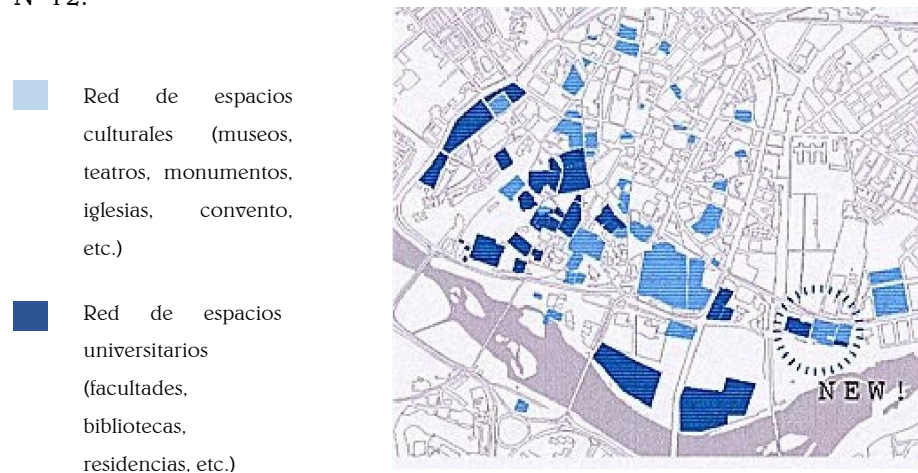 Nº12.
Red de espacios
culturales (museos,
teatros, monumentos,
iglesias, convento,
etc.)
Red de espacios
universitarios
(facultades,
bibliotecas,
residencias, etc.)
NEW!